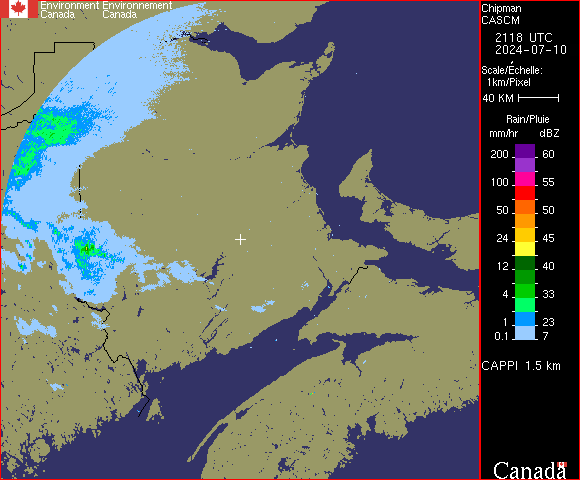 Environment Environnement
Canada Canada
Chipman
CASCM
2118 UTC
2024-07-10
Scale/Échelle:
1km/Pixel
40 KM
Rain/Pluie
mm/hr dBZ
200 60
100 55
50 50
24 45
12 40
4 33
1 23
0.1 7
CAPPI 1.5 km
Canada